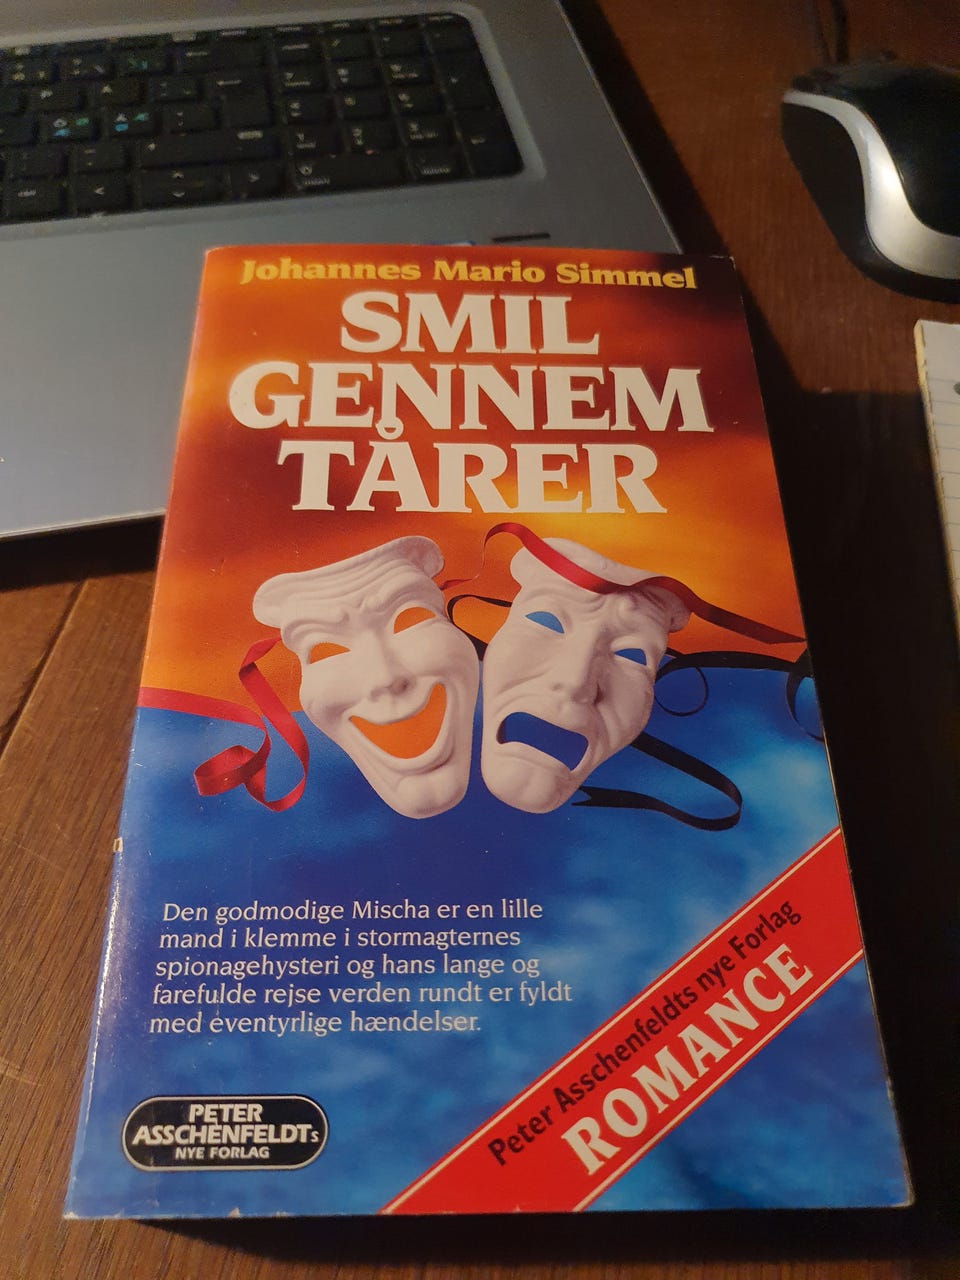 Johannes Mario Simmel
SMIL
GENNEM
TÅRER
Den godmodige Mischa er en lille
mand i klemme i stormagternes
spionagehysteri og hans lange og
farefulde rejse verden rundt er fyldt
med eventyrlige hændelser.
PETER
ASSCHENFELDTs
NYE FORLAG
Peter Asschenfeldts nye Forlag
ROMANCE